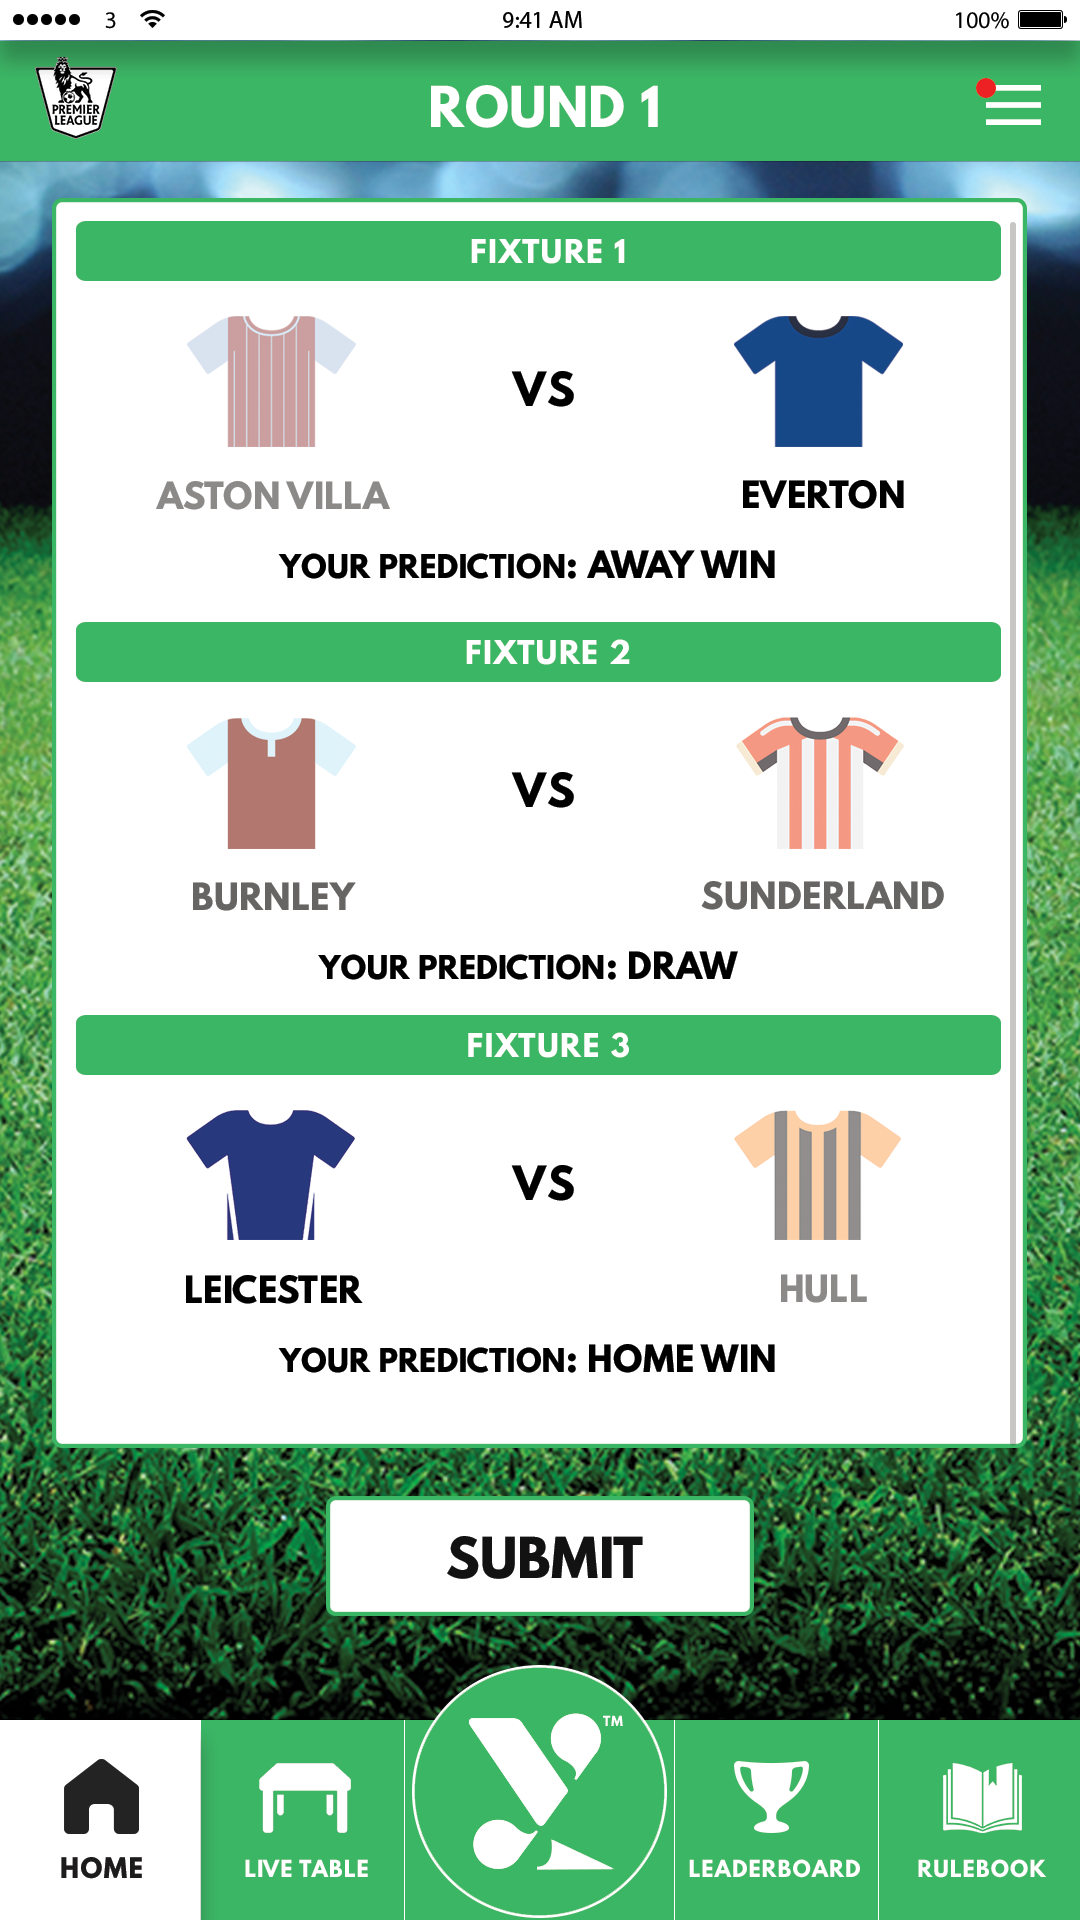 3
9:41 AM
100%
PREMIER
LEAGUE
ROUND 1
FIXTURE 1
VS
ASTON VILLA
EVERTON
YOUR PREDICTION: AWAY WIN
FIXTURE 2
VS
BURNLEY
SUNDERLAND
YOUR PREDICTION: DRAW
FIXTURE 3
VS
LEICESTER
HULL
YOUR PREDICTION: HOME WIN
SUBMIT
TM
HOME
LIVE TABLE
LEADERBOARD
RULEBOOK